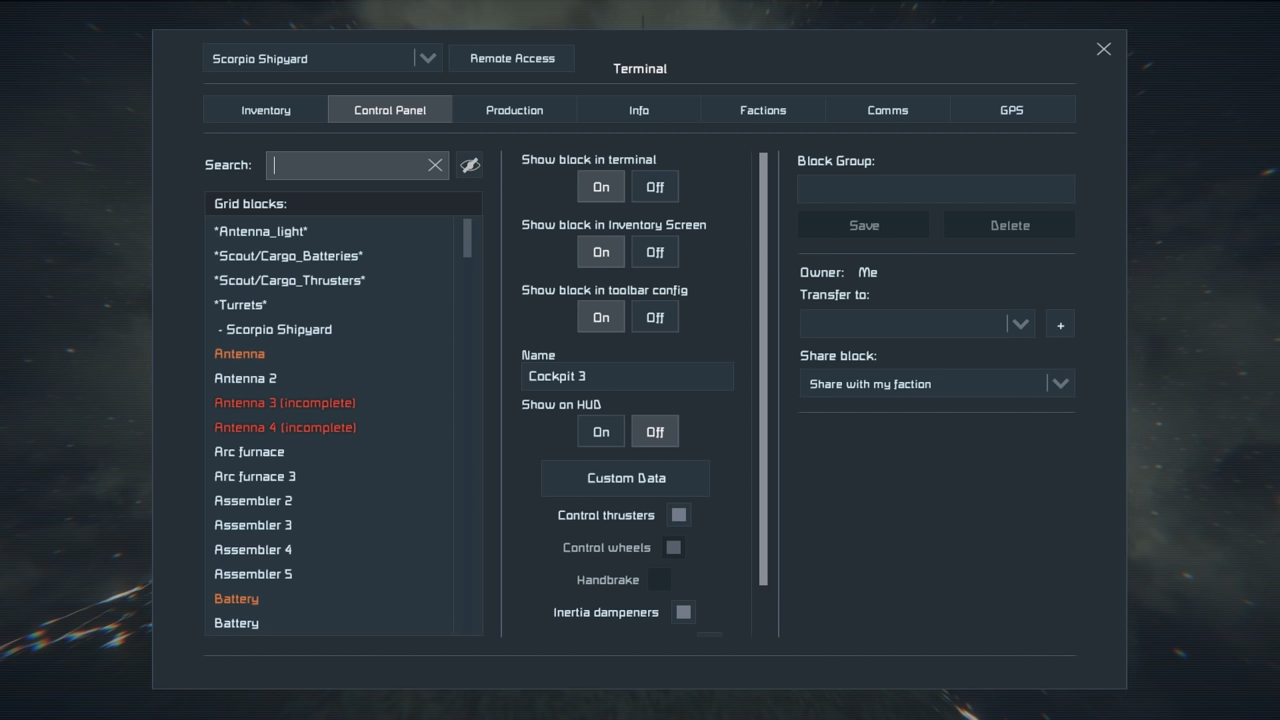 Scorpio Shipyard
Remote Access
Terminal
Inventory
Control Panel
Production
Info
Factions
Comms
GPS
Search:
Grid blocks:
*Antenna_light*
*Scout/Cargo_Batteries*
*Scout/Cargo_Thrusters*
*Turrets*
- Scorpio Shipyard
Antenna
Antenna 2
Antenna 3 (incomplete)
Antenna 4 (incomplete)
Arc furnace
Arc furnace 3
Assembler 2
Assembler 3
Assembler 4
Assembler 5
Battery
Battery
Show block in terminal
On Off
Show block in Inventory Screen
On Off
Show block in toolbar config
On Off
Name
Cockpit 3
Show on HUD
On Off
Custom Data
Control thrusters
Control wheels
Handbrake
Inertia dampeners
Block Group:
Save Delete
Owner: Me
Transfer to:
+
Share block:
Share with my faction